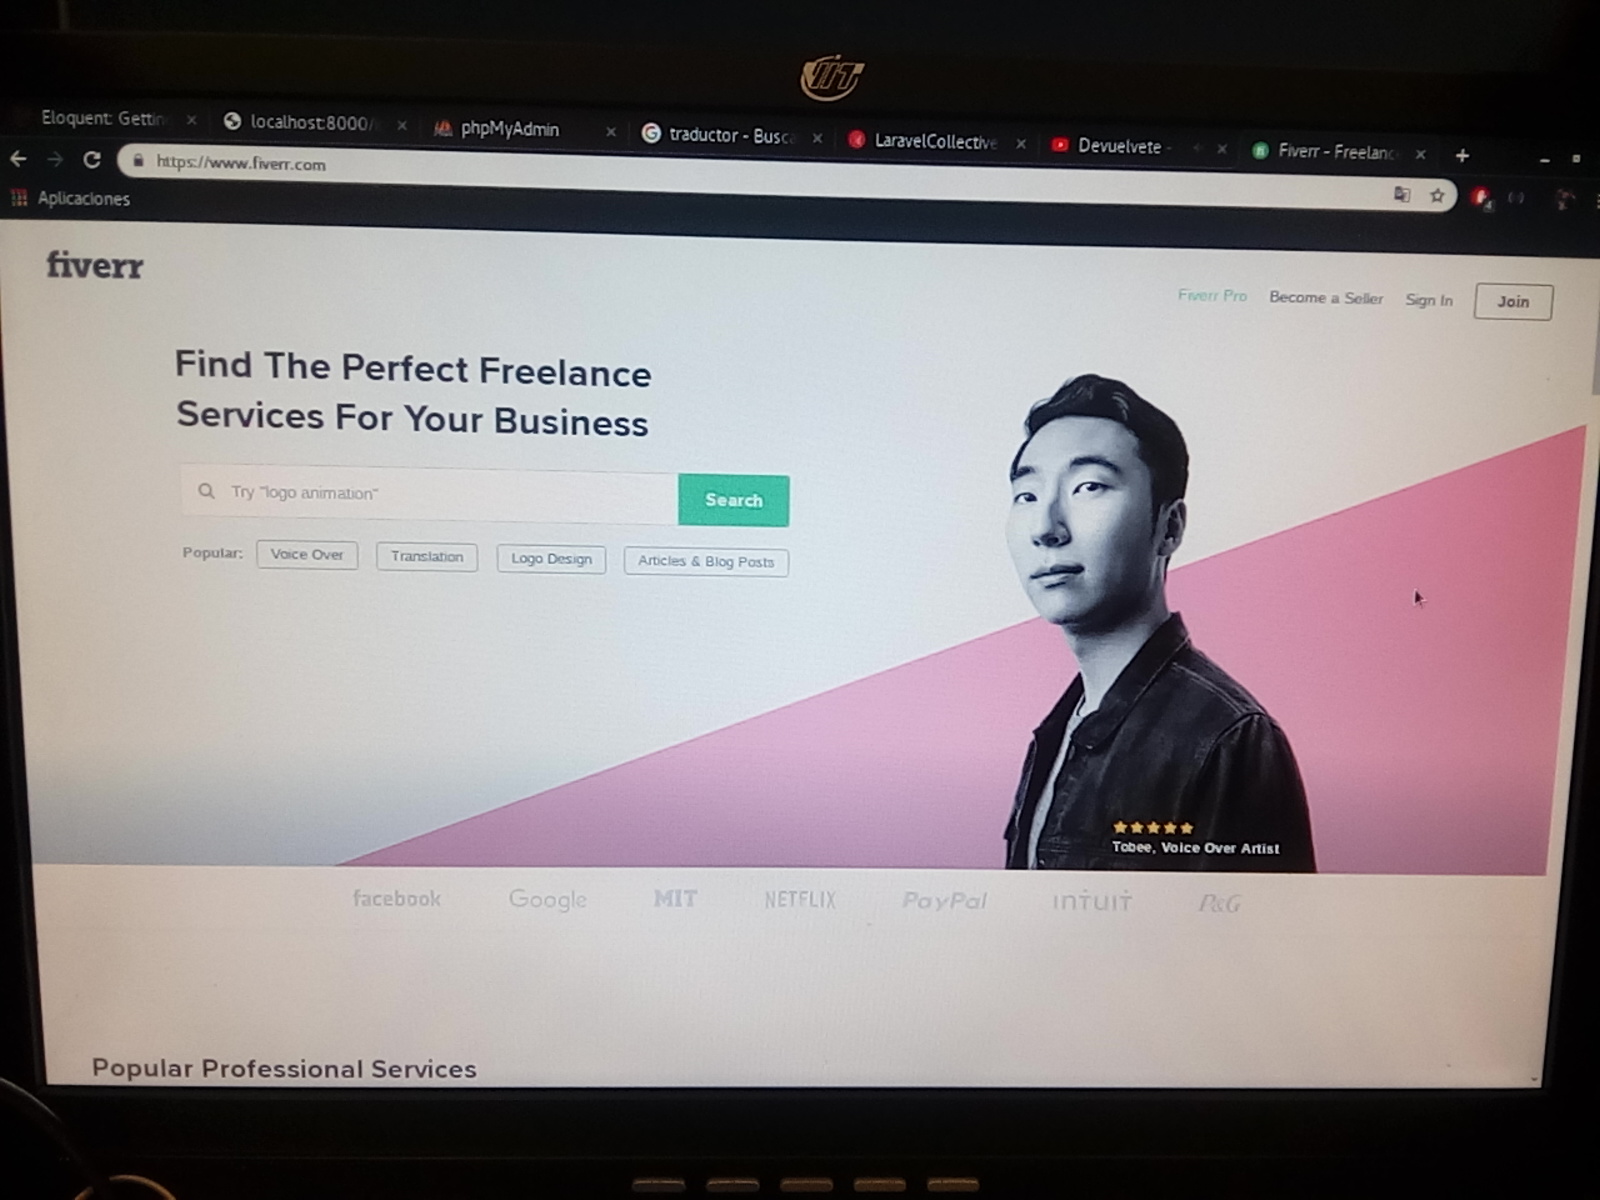 VIT
Eloquent: Gettin
localhost:8000/
phpMyAdmin
traductor - Busca
LaravelCollective
Devuelvete -
Fiverr - Freelanc
https://www.fiverr.com
Aplicaciones
fiverr
Fiverr Pro
Become a Seller
Sign In
Join
Find The Perfect Freelance
Services For Your Business
Try "logo animation"
Search
Popular:
Voice Over
Translation
Logo Design
Articles & Blog Posts
Tobee, Voice Over Artist
facebook
Google
MIT
NETFLIX
PayPal
intuit
P&G
Popular Professional Services